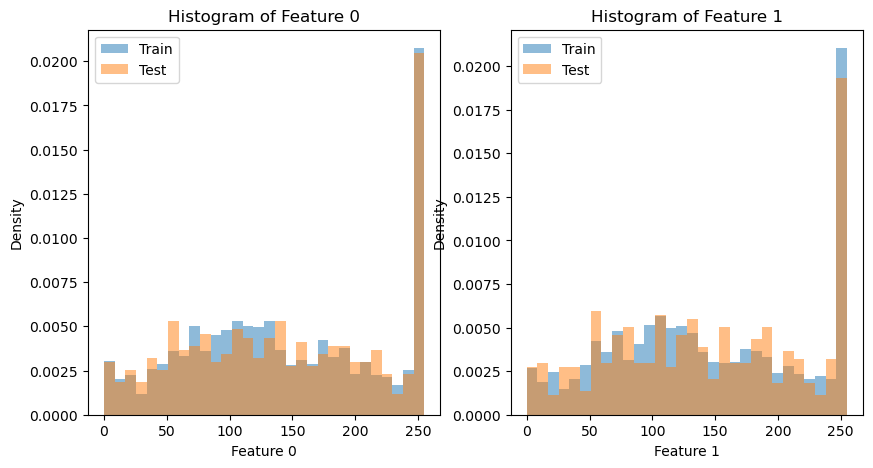 Histogram of Feature 0
Train
Test
0.0200
0.0175
0.0150
0.0125
0.0100
0.0075
0.0050
0.0025
0.0000
Density
0 50 100 150 200 250
Feature 0
Histogram of Feature 1
Train
Test
0.0200
0.0175
0.0150
0.0125
0.0100
0.0075
0.0050
0.0025
0.0000
Density
0 50 100 150 200 250
Feature 1